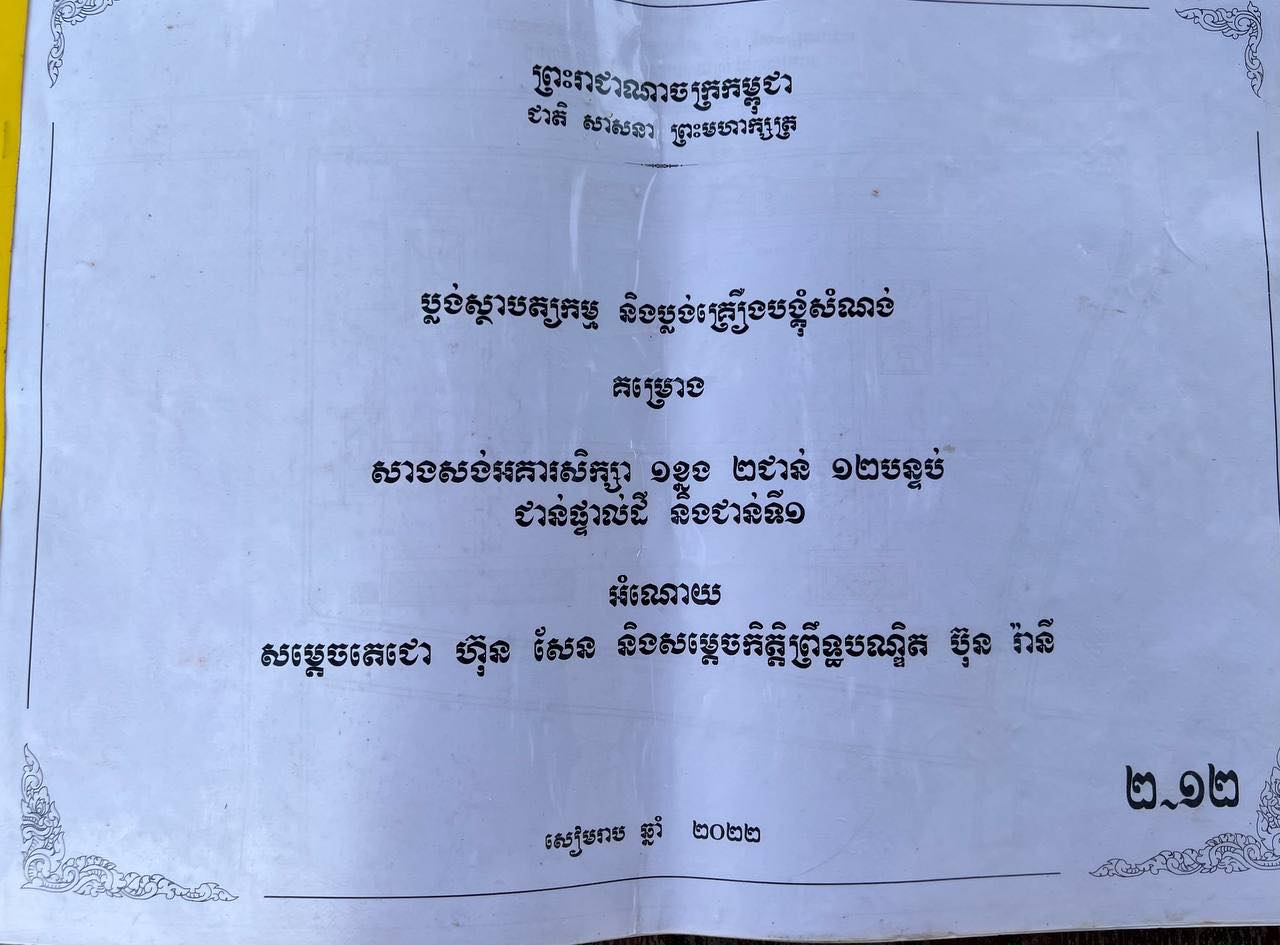 ព្រះរាជាណាចក្រកម្ពុជា
ជាតិ សាសនា ព្រះមហាក្សត្រ
ប្លង់ស្ថាបត្យកម្ម និងប្លង់គ្រឿងបង្គុំសំណង់
គម្រោង
សាងសង់អគារសិក្សា ១ខ្នង ២ជាន់ ១២បន្ទប់
ជាន់ផ្ទាល់ដី និងជាន់ទី១
អំណោយ
សម្តេចតេជោ ហ៊ុន សែន និងសម្តេចកិត្តិព្រឹទ្ធបណ្ឌិត ប៊ុន រ៉ានី
២~១២
សៀមរាប ឆ្នាំ ២០២២